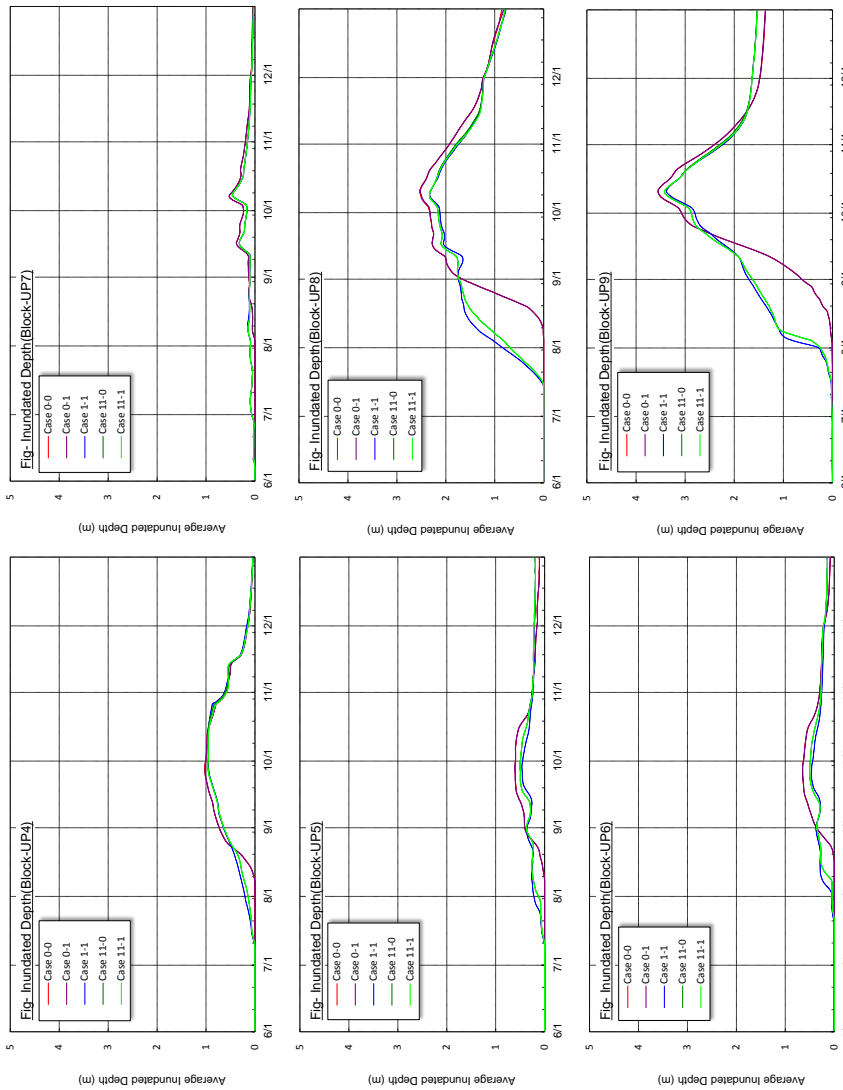 Fig- Inundated Depth(Block-UP4)
Average Inundated Depth (m)
5
4
3
2
1
0
Case 0-0
Case 0-1
Case 1-1
Case 11-0
Case 11-1
6/1 7/1 8/1 9/1 10/1 11/1 12/1
Fig- Inundated Depth(Block-UP7)
Average Inundated Depth (m)
5
4
3
2
1
0
Case 0-0
Case 0-1
Case 1-1
Case 11-0
Case 11-1
6/1 7/1 8/1 9/1 10/1 11/1 12/1
Fig- Inundated Depth(Block-UP5)
Average Inundated Depth (m)
5
4
3
2
1
0
Case 0-0
Case 0-1
Case 1-1
Case 11-0
Case 11-1
6/1 7/1 8/1 9/1 10/1 11/1 12/1
Fig- Inundated Depth(Block-UP8)
Average Inundated Depth (m)
5
4
3
2
1
0
Case 0-0
Case 0-1
Case 1-1
Case 11-0
Case 11-1
6/1 7/1 8/1 9/1 10/1 11/1 12/1
Fig- Inundated Depth(Block-UP6)
Average Inundated Depth (m)
5
4
3
2
1
0
Case 0-0
Case 0-1
Case 1-1
Case 11-0
Case 11-1
Fig- Inundated Depth(Block-UP9)
Average Inundated Depth (m)
5
4
3
2
1
0
Case 0-0
Case 0-1
Case 1-1
Case 11-0
Case 11-1